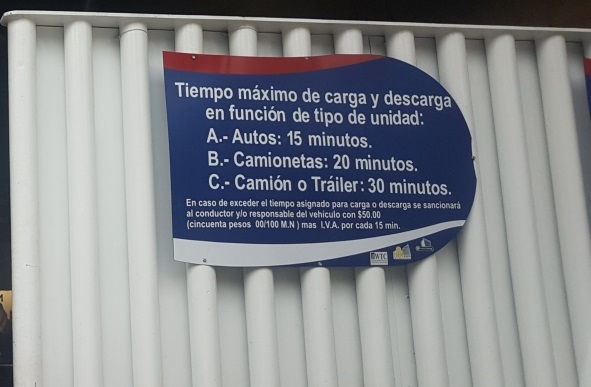 Tiempo máximo de carga y descarga
en función de tipo de unidad:
A.- Autos: 15 minutos.
B.- Camionetas: 20 minutos.
C.- Camión o Tráiler: 30 minutos.
En caso de exceder el tiempo asignado para carga o descarga se sancionará
al conductor y/o responsable del vehiculo con $50.00
(cincuenta pesos 00/100 M.N ) mas I.V.A. por cada 15 min.
WTC